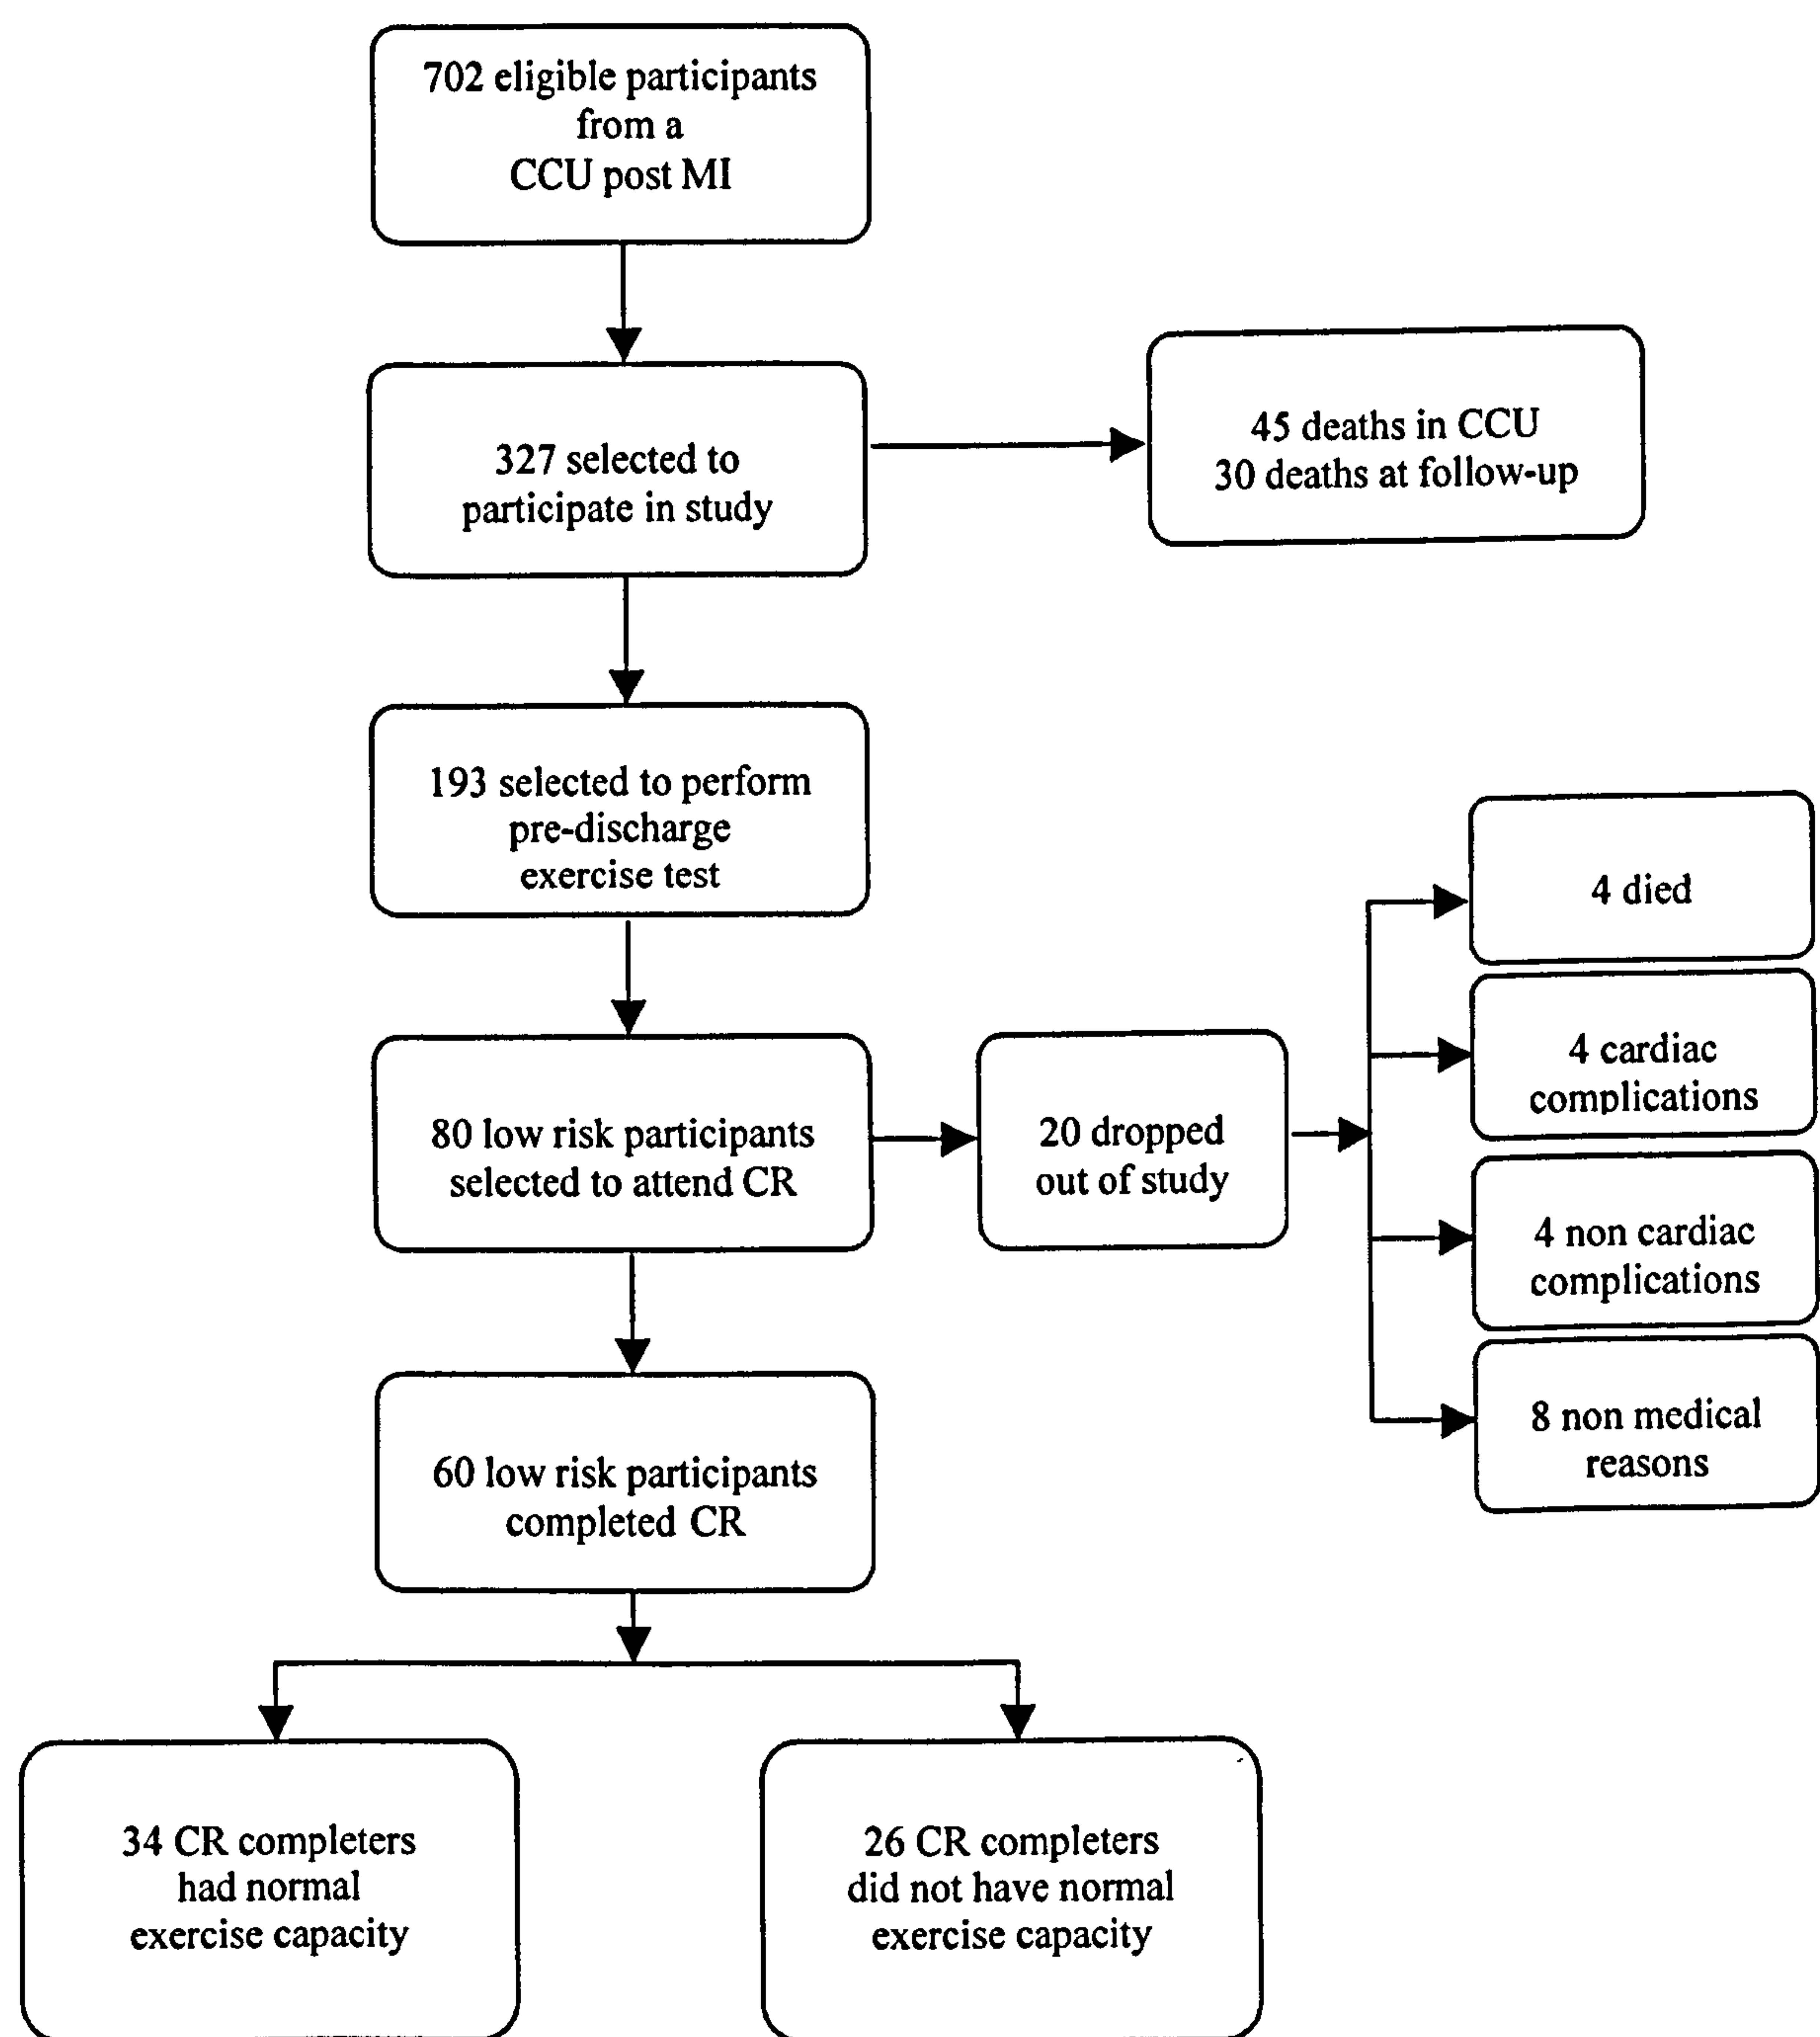 702 eligible participants
from a
CCU post MI
327 selected to
participate in study
45 deaths in CCU
30 deaths at follow-up
193 selected to perform
pre-discharge
exercise test
80 low risk participants
selected to attend CR
20 dropped
out of study
4 died
4 cardiac
complications
4 non cardiac
complications
8 non medical
reasons
60 low risk participants
completed CR
34 CR completers
had normal
exercise capacity
26 CR completers
did not have normal
exercise capacity